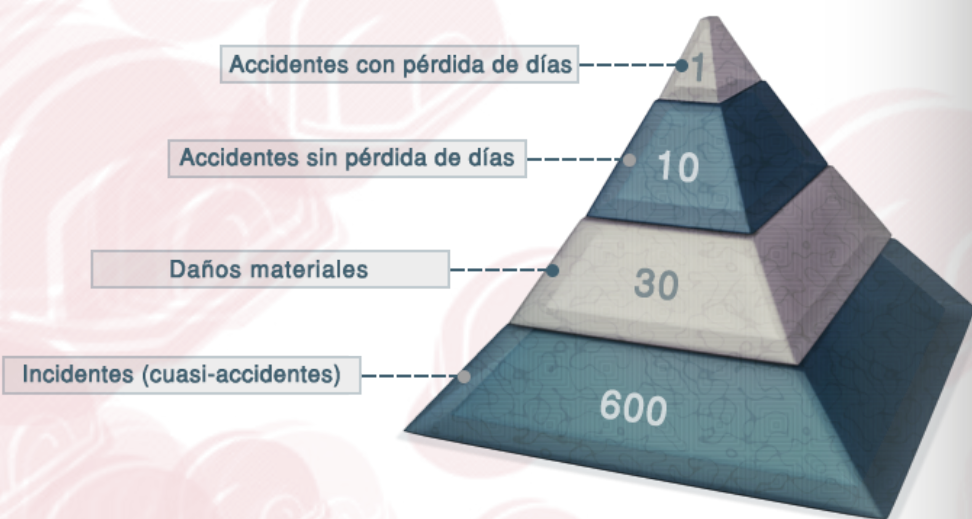 Accidentes con pérdida de días
1
Accidentes sin pérdida de días
10
Daños materiales
30
Incidentes (cuasi-accidentes)
600